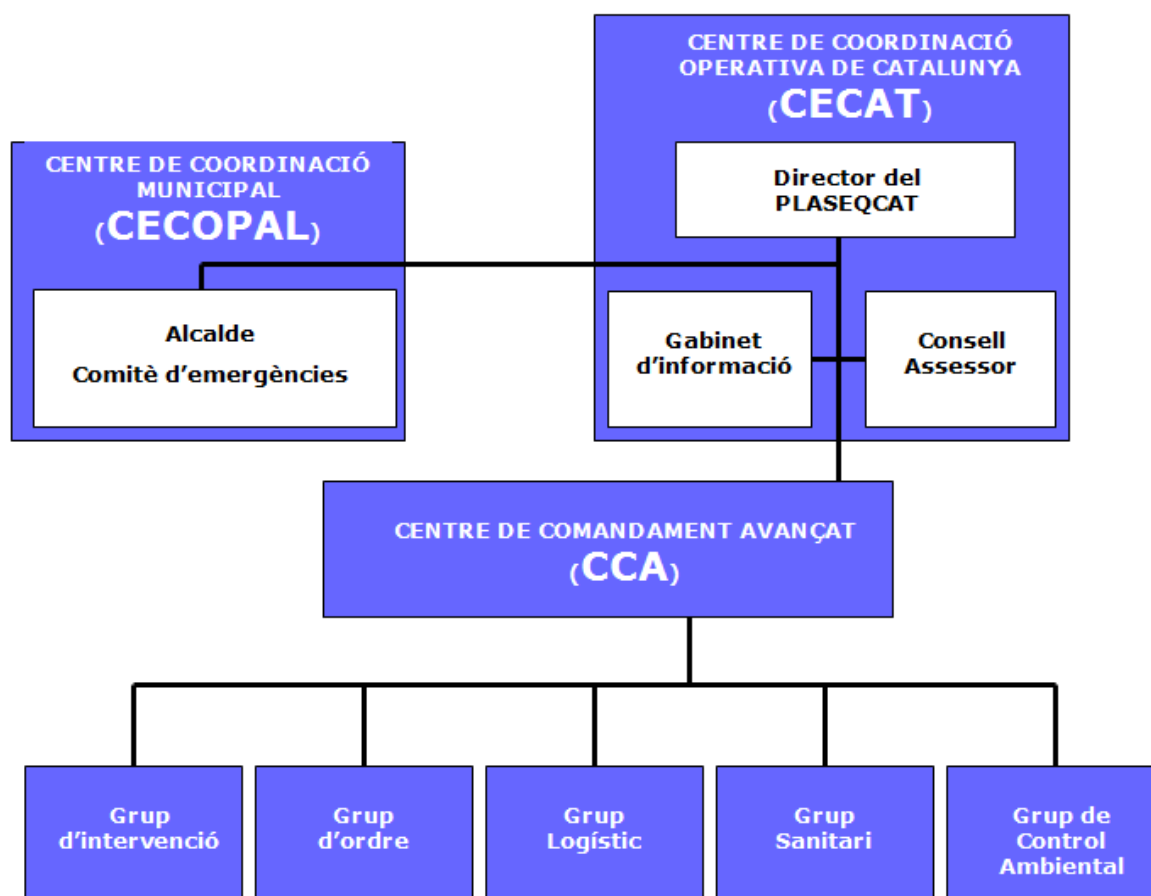 CENTRE DE COORDINACIÓ
OPERATIVA DE CATALUNYA
(CECAT)
Director del
PLASEQCAT
CENTRE DE COORDINACIÓ
MUNICIPAL
(CECOPAL)
Alcalde
Comitè d’emergències
Gabinet
d’informació
Consell
Assessor
CENTRE DE COMANDAMENT AVANÇAT
(CCA)
Grup
d’intervenció
Grup
d’ordre
Grup
Logístic
Grup
Sanitari
Grup de
Control
Ambiental